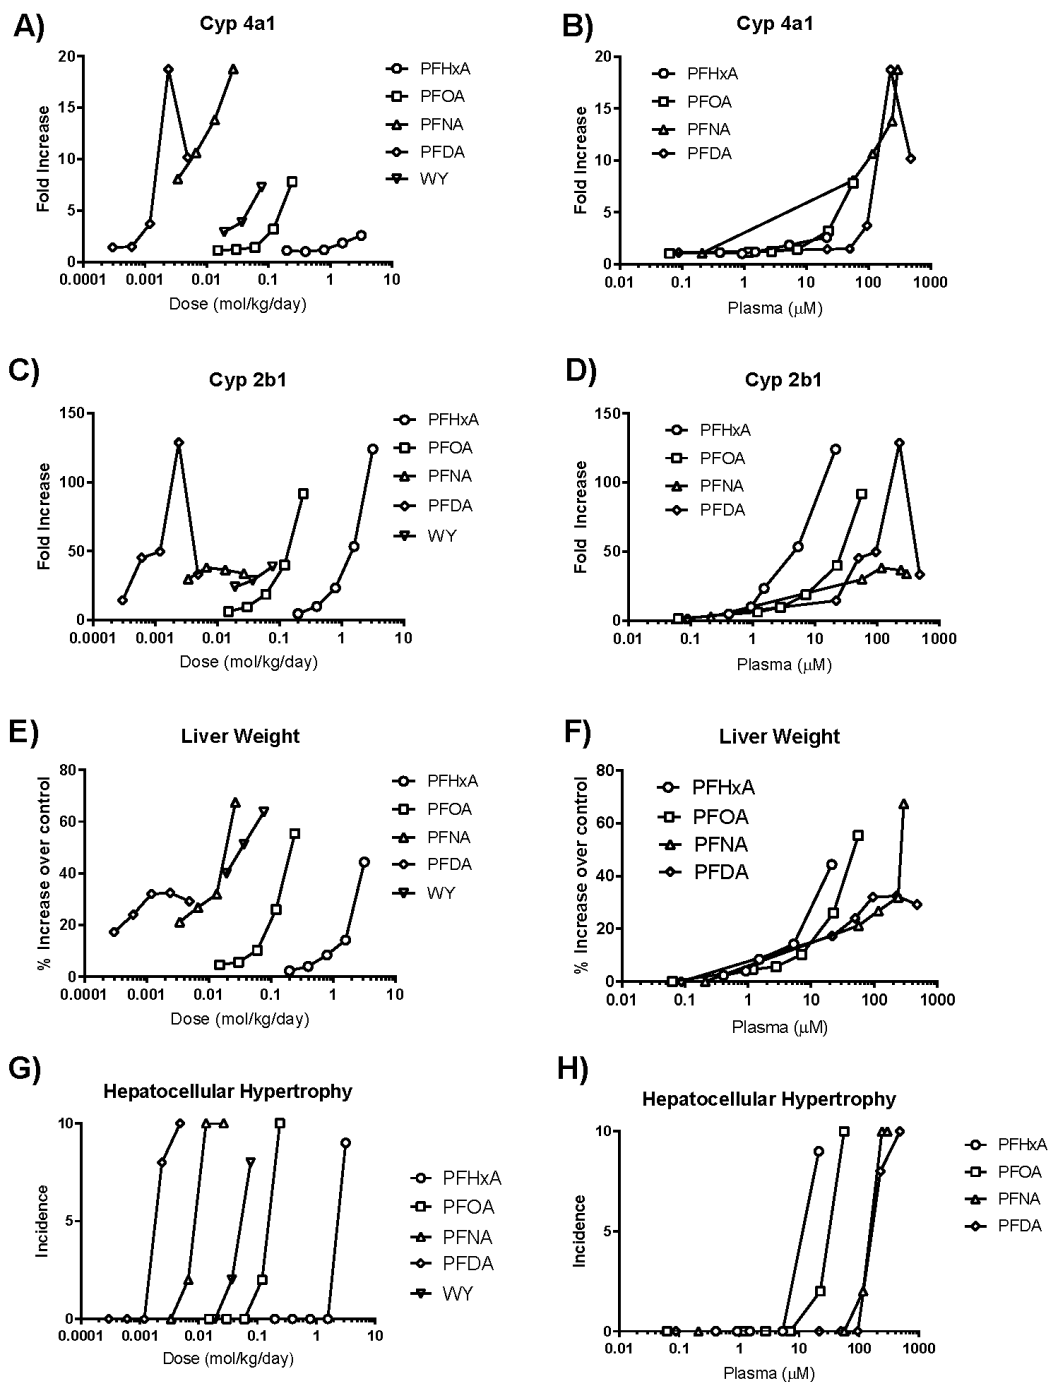 A)
Cyp 4a1
Fold Increase
20
15
10
5
0
0.0001 0.001 0.01 0.1 1 10
Dose (mol/kg/day)
PFHxA
PFOA
PFNA
PFDA
WY
B)
Cyp 4a1
Fold Increase
20
15
10
5
0
0.01 0.1 1 10 100 1000
Plasma (μM)
PFHxA
PFOA
PFNA
PFDA
C)
Cyp 2b1
Fold Increase
150
100
50
0
0.0001 0.001 0.01 0.1 1 10
Dose (mol/kg/day)
PFHxA
PFOA
PFNA
PFDA
WY
D)
Cyp 2b1
Fold Increase
150
100
50
0
0.01 0.1 1 10 100 1000
Plasma (μM)
PFHxA
PFOA
PFNA
PFDA
E)
Liver Weight
% Increase over control
80
60
40
20
0
0.0001 0.001 0.01 0.1 1 10
Dose (mol/kg/day)
PFHxA
PFOA
PFNA
PFDA
WY
F)
Liver Weight
% Increase over control
80
60
40
20
0
0.01 0.1 1 10 100 1000
Plasma (μM)
PFHxA
PFOA
PFNA
PFDA
G)
Hepatocellular Hypertrophy
Incidence
10
5
0
0.0001 0.001 0.01 0.1 1 10
Dose (mol/kg/day)
PFHxA
PFOA
PFNA
PFDA
WY
H)
Hepatocellular Hypertrophy
Incidence
10
5
0
0.01 0.1 1 10 100 1000
Plasma (μM)
PFHxA
PFOA
PFNA
PFDA